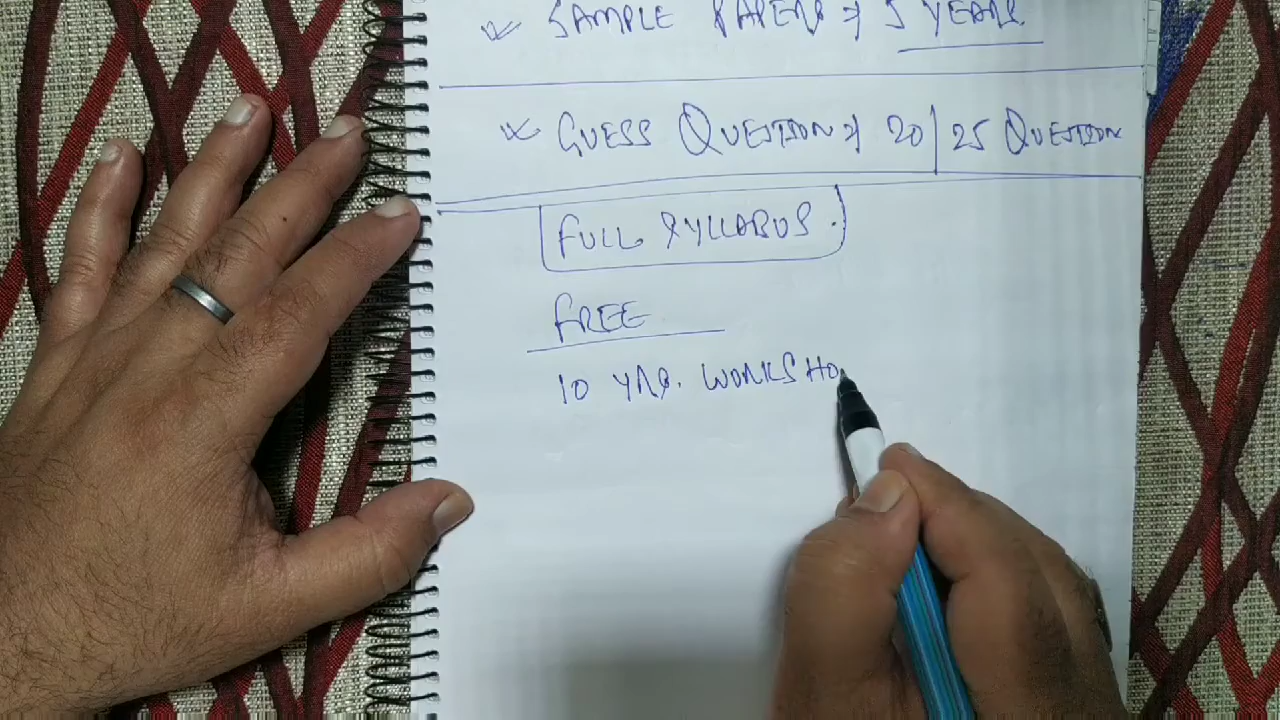 SAMPLE PAPERS => 5 YEARS
GUESS QUESTION => 20 | 25 QUESTION
FULL SYLLABUS.
FREE
10 YRS. WORKSHO